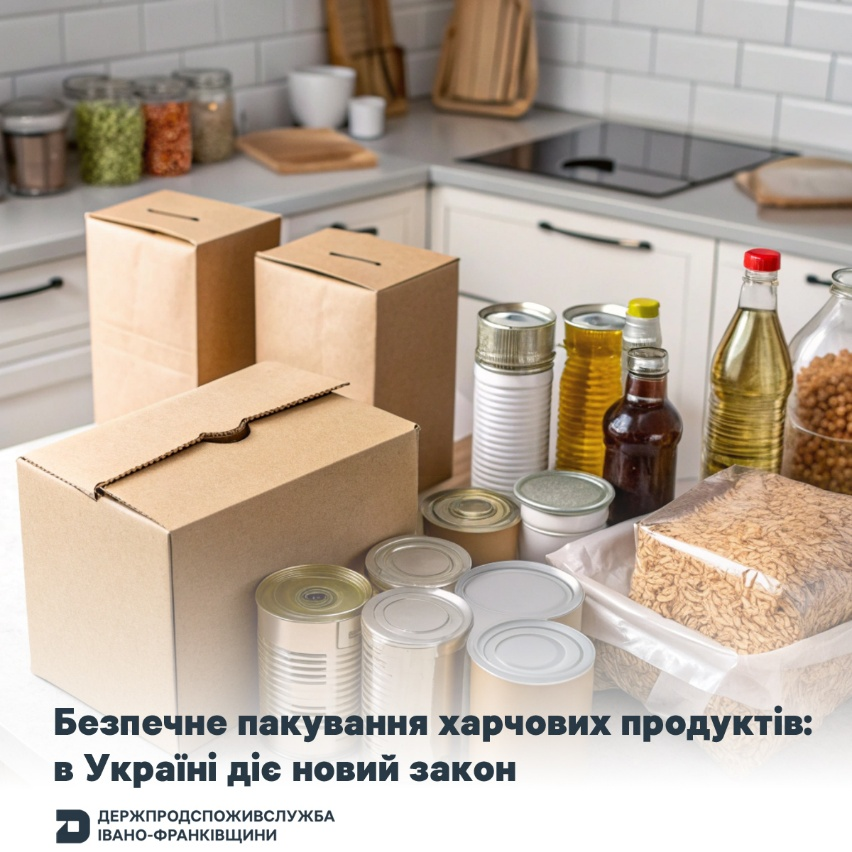 Безпечне пакування харчових продуктів:
в Україні діє новий закон
ДЕРЖПРОДСПОЖИВСЛУЖБА
ІВАНО-ФРАНКІВЩИНИ